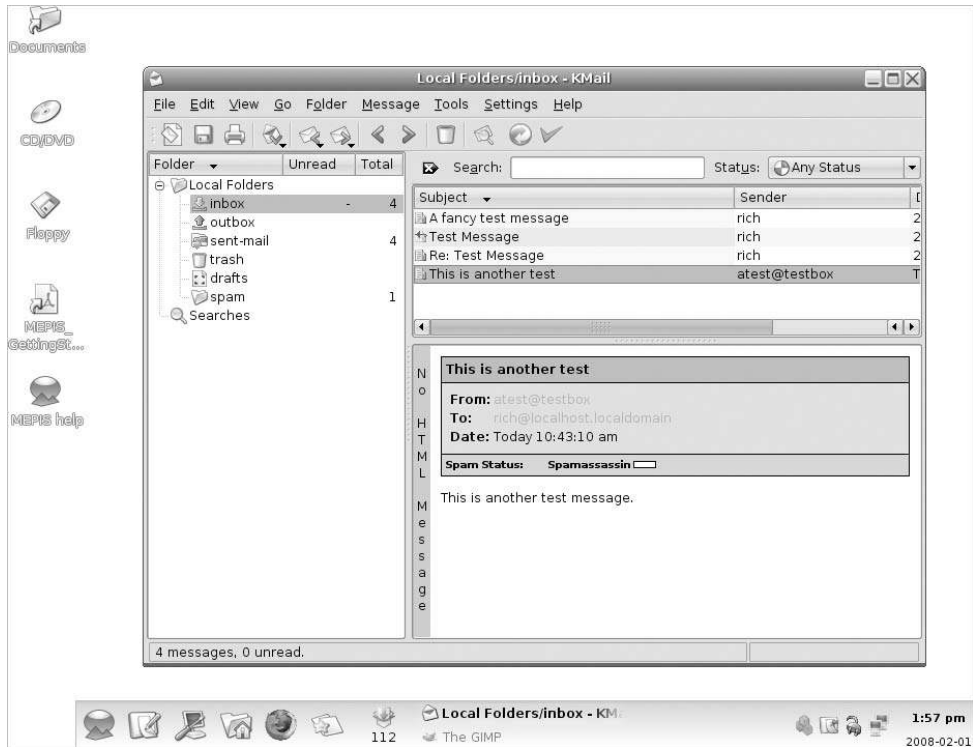 Documents
CD/DVD
Floppy
MEPIS_
GettingSt...
MEPIS help
Local Folders/inbox - KMail
File Edit View Go Folder Message Tools Settings Help
Folder Unread Total
Local Folders
inbox - 4
outbox
sent-mail 4
trash
drafts
spam 1
Searches
Search: Status: Any Status
Subject Sender
A fancy test message rich 2
Test Message rich 2
Re: Test Message rich 2
This is another test atest@testbox T
No HTML Message
This is another test
From: atest@testbox
To: rich@localhost.localdomain
Date: Today 10:43:10 am
Spam Status: Spamassassin
This is another test message.
4 messages, 0 unread.
112
Local Folders/inbox - KM
The GIMP
1:57 pm
2008-02-01